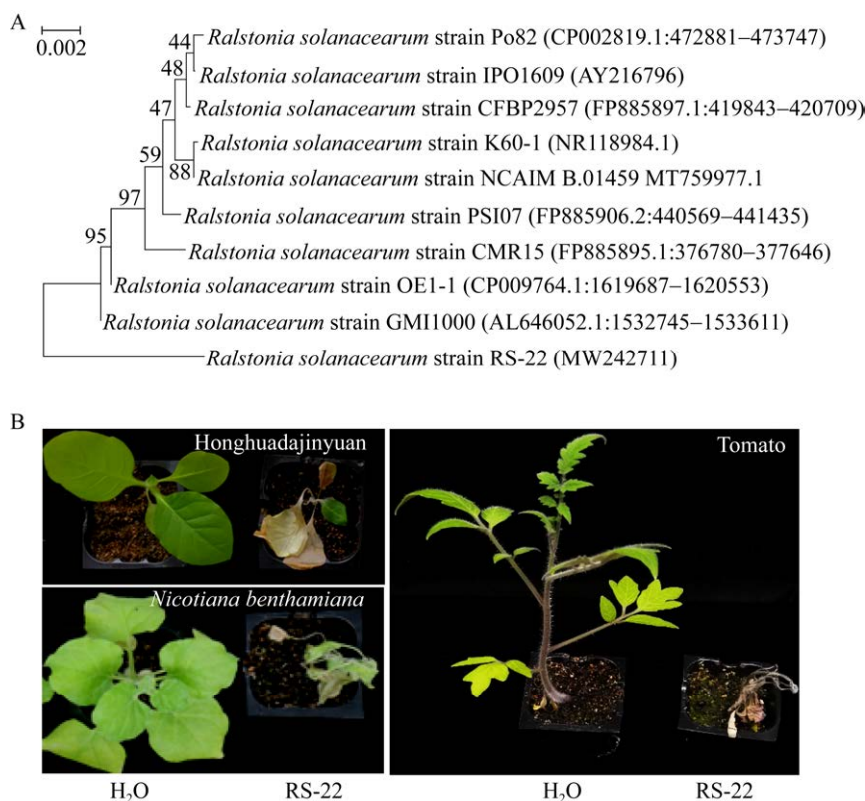 A
0.002
44
Ralstonia solanacearum strain Po82 (CP002819.1:472881–473747)
48
Ralstonia solanacearum strain IPO1609 (AY216796)
47
Ralstonia solanacearum strain CFBP2957 (FP885897.1:419843–420709)
59
Ralstonia solanacearum strain K60-1 (NR118984.1)
88
Ralstonia solanacearum strain NCAIM B.01459 MT759977.1
97
Ralstonia solanacearum strain PSI07 (FP885906.2:440569–441435)
95
Ralstonia solanacearum strain CMR15 (FP885895.1:376780–377646)
Ralstonia solanacearum strain OE1-1 (CP009764.1:1619687–1620553)
Ralstonia solanacearum strain GMI1000 (AL646052.1:1532745–1533611)
Ralstonia solanacearum strain RS-22 (MW242711)
B
Honghuadajinyuan
Tomato
Nicotiana benthamiana
H₂O
RS-22
H₂O
RS-22